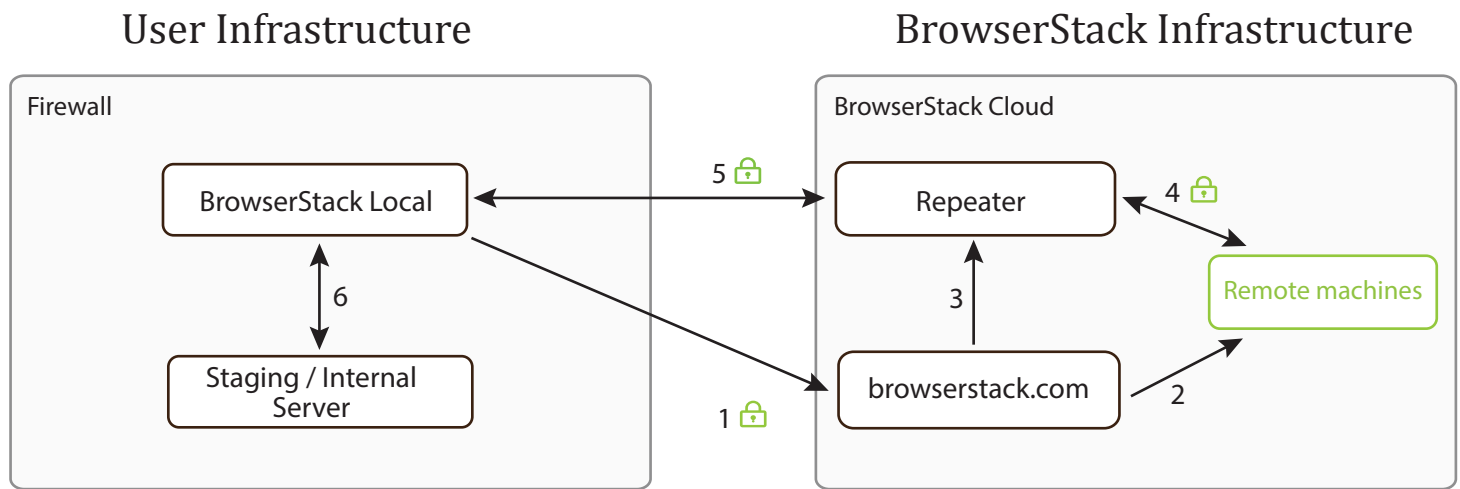 User Infrastructure
BrowserStack Infrastructure
Firewall
BrowserStack Cloud
5
4
BrowserStack Local
Repeater
6
3
Remote machines
Staging / Internal
Server
browserstack.com
2
1